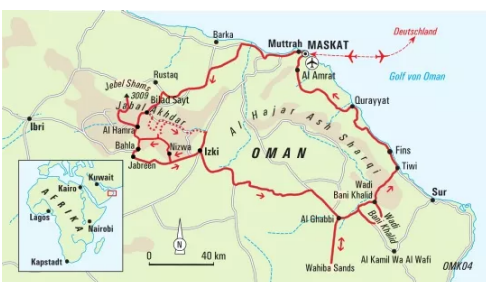 Barka
Muttrah
MASKAT
Deutschland
Golf von Oman
Rustaq
Al Amrat
Jebel Shams
3009
Bilad Sayt
Jabal Akhdar
Qurayyat
Al Hajar Ash Sharqi
Ibri
Al Hamra
Bahla
Nizwa
Izki
OMAN
Jabreen
Fins
Tiwi
Wadi
Bani Khalid
Sur
Wadi
Bani Khalid
Al Ghabbi
Al Kamil Wa Al Wafi
Wahiba Sands
Kuwait
Kairo
AFRIKA
Lagos
Nairobi
Kapstadt
N
0 40 km
OMK04